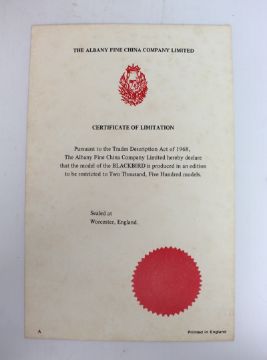 THE ALBANY FINE CHINA COMPANY LIMITED
CERTIFICATE OF LIMITATION
Pursuant to the Trades Description Act of 1968,
The Albany Fine China Company Limited hereby declare
that the model of the BLACKBIRD is produced in an edition
to be restricted to Two Thousand, Five Hundred models.
Sealed at
Worcester, England.
A
Printed in England